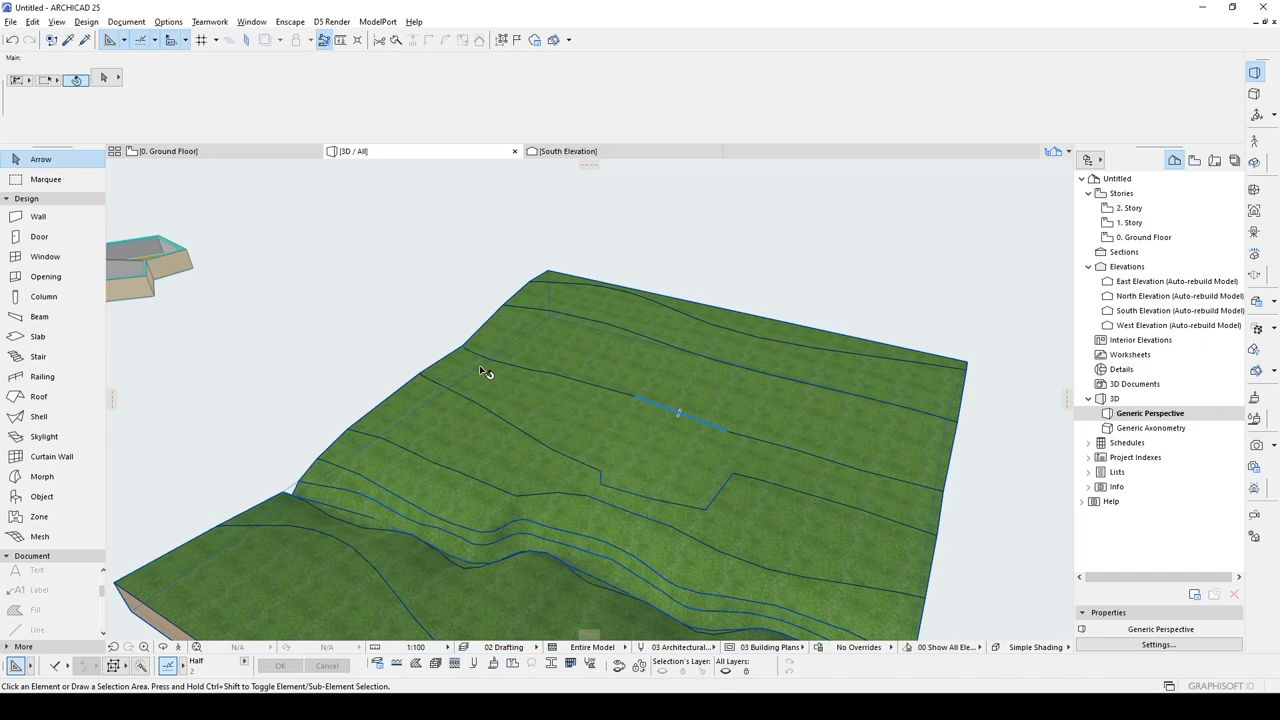 Untitled - ARCHICAD 25
File Edit View Design Document Options Teamwork Window Enscape D5 Render ModelPort Help
Main:
[0. Ground Floor]
[3D / All]
[South Elevation]
Arrow
Marquee
Design
Wall
Door
Window
Opening
Column
Beam
Slab
Stair
Railing
Roof
Shell
Skylight
Curtain Wall
Morph
Object
Zone
Mesh
Document
Text
Label
Fill
Line
More
Untitled
Stories
2. Story
1. Story
0. Ground Floor
Sections
Elevations
East Elevation (Auto-rebuild Model)
North Elevation (Auto-rebuild Model)
South Elevation (Auto-rebuild Model)
West Elevation (Auto-rebuild Model)
Interior Elevations
Worksheets
Details
3D Documents
3D
Generic Perspective
Generic Axonometry
Schedules
Project Indexes
Lists
Info
Help
Properties
Generic Perspective
Settings...
N/A N/A 1:100 02 Drafting Entire Model 03 Architectural... 03 Building Plans No Overrides 00 Show All Ele... Simple Shading
Half
2
OK
Cancel
Selection's Layer:
All Layers:
Click an Element or Draw a Selection Area. Press and Hold Ctrl+Shift to Toggle Element/Sub-Element Selection.
GRAPHISOFT